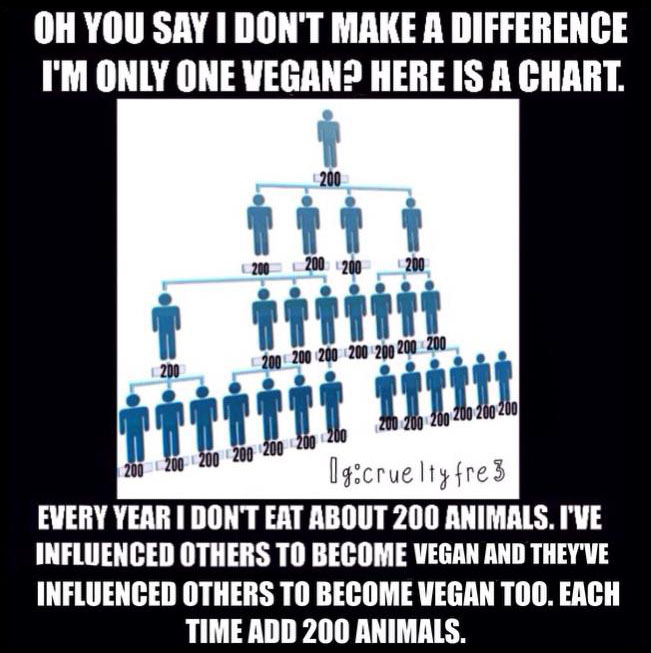 OH YOU SAY I DON'T MAKE A DIFFERENCE
I'M ONLY ONE VEGAN? HERE IS A CHART.
200
200 200 200 200
200 200 200 200 200 200 200 200
200 200 200 200 200 200 200 200 200 200 200 200 200
Ig:crueltyfre3
EVERY YEAR I DON'T EAT ABOUT 200 ANIMALS. I'VE
INFLUENCED OTHERS TO BECOME VEGAN AND THEY'VE
INFLUENCED OTHERS TO BECOME VEGAN TOO. EACH
TIME ADD 200 ANIMALS.